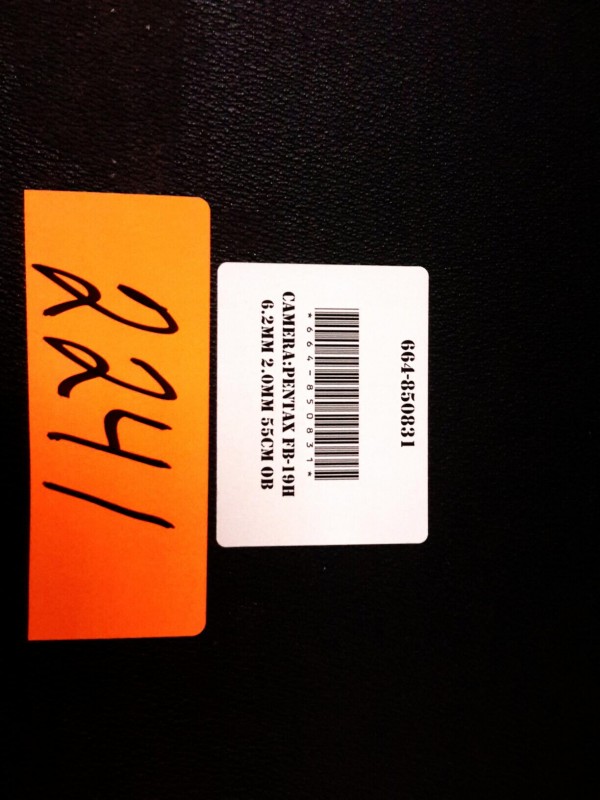 664-850831
*664-850831*
CAMERA:PENTAX FB-19H
6.2MM 2.0MM 55CM OB
2241